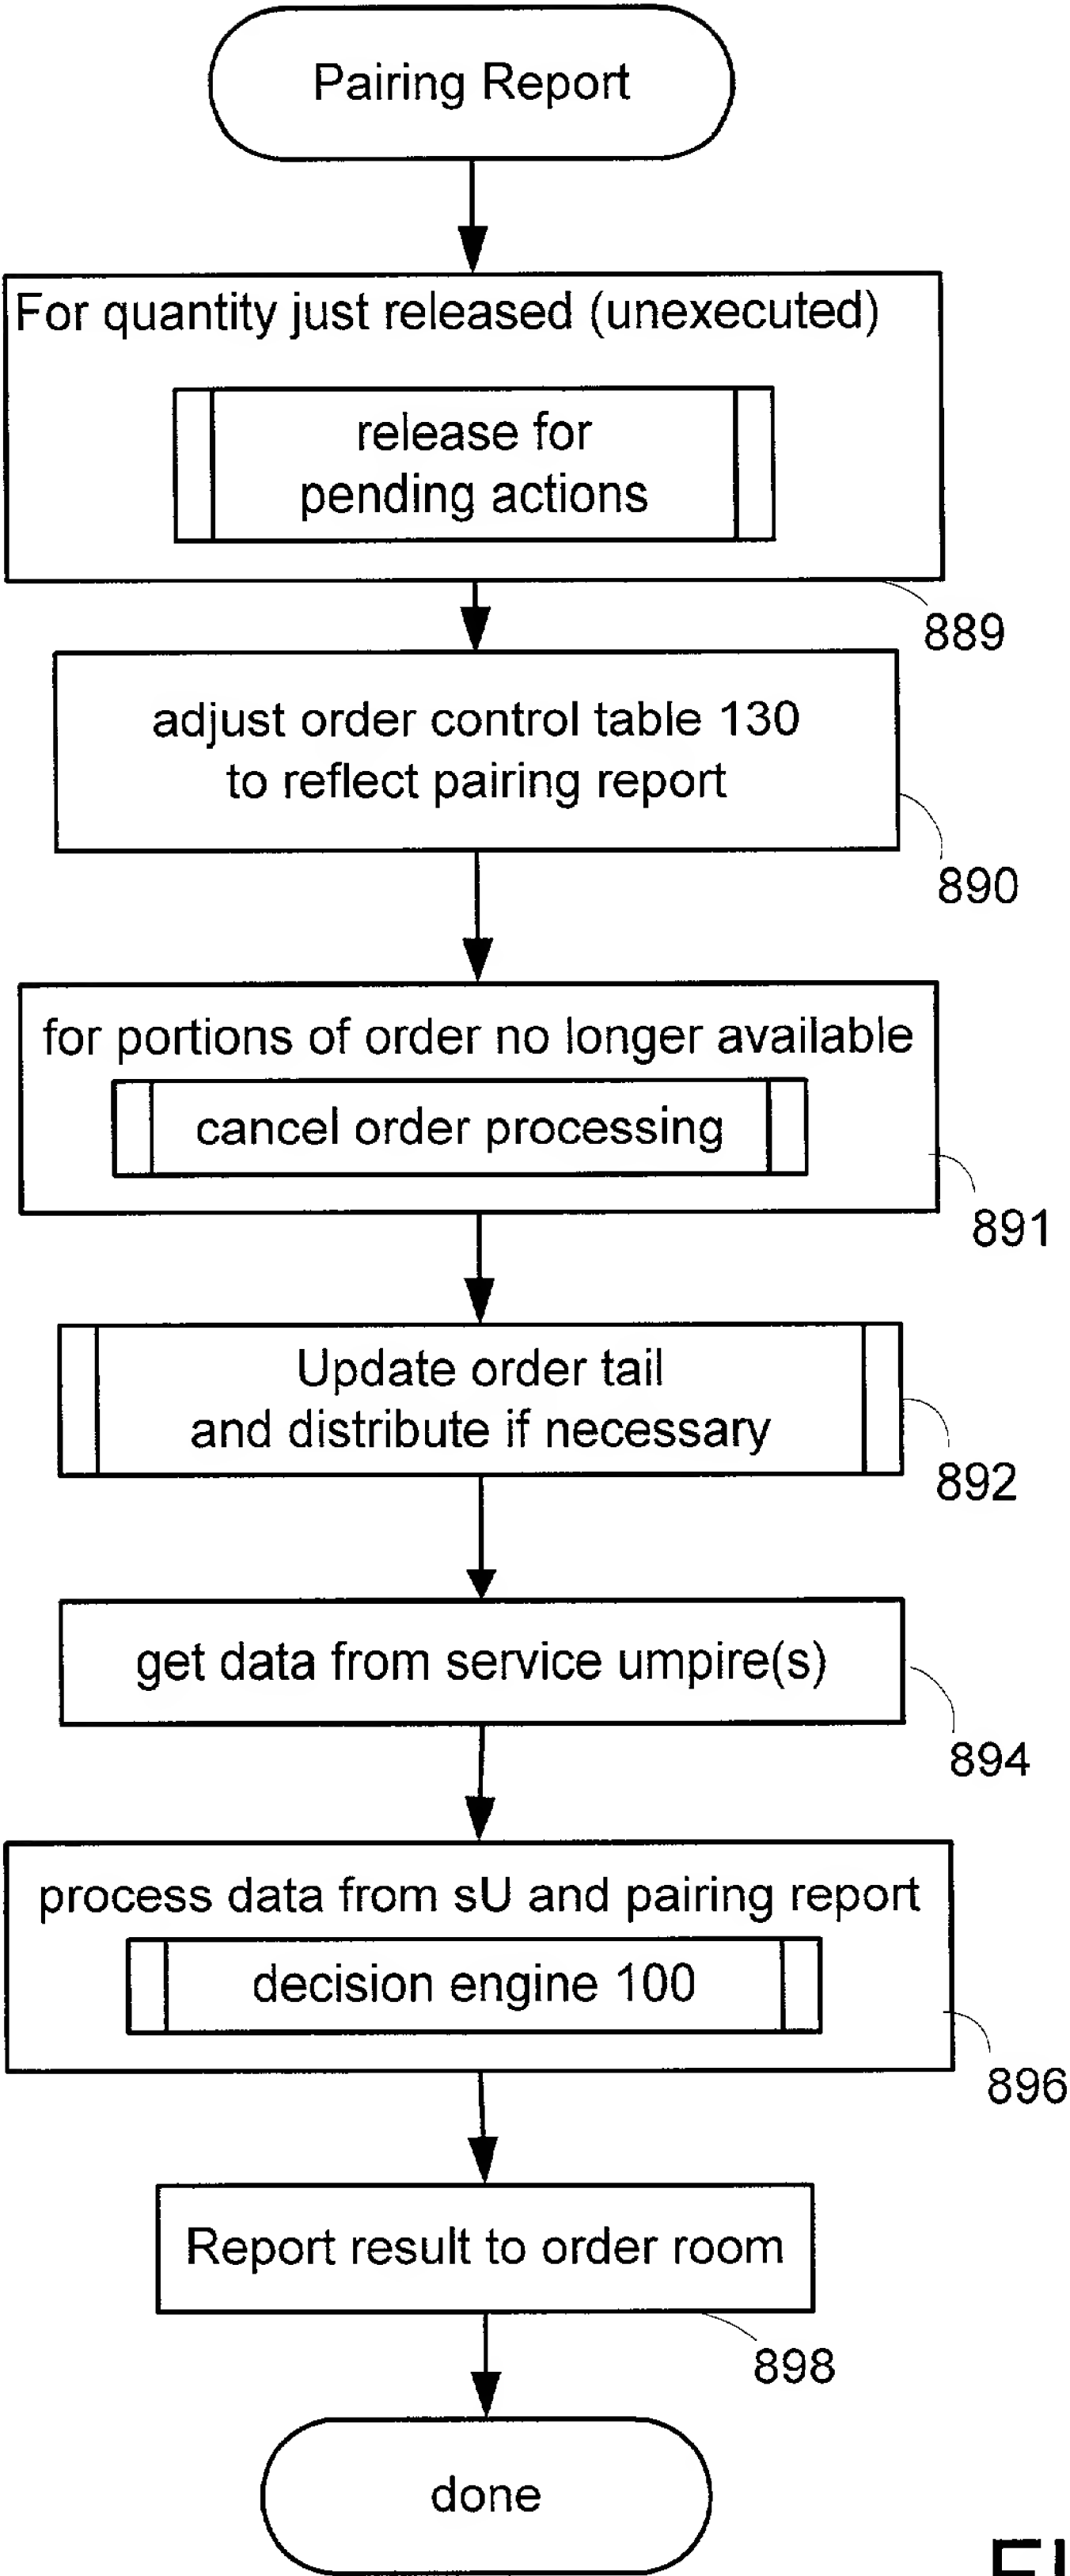 Pairing Report
For quantity just released (unexecuted)
release for
pending actions
889
adjust order control table 130
to reflect pairing report
890
for portions of order no longer available
cancel order processing
891
Update order tail
and distribute if necessary
892
get data from service umpire(s)
894
process data from sU and pairing report
decision engine 100
896
Report result to order room
898
done